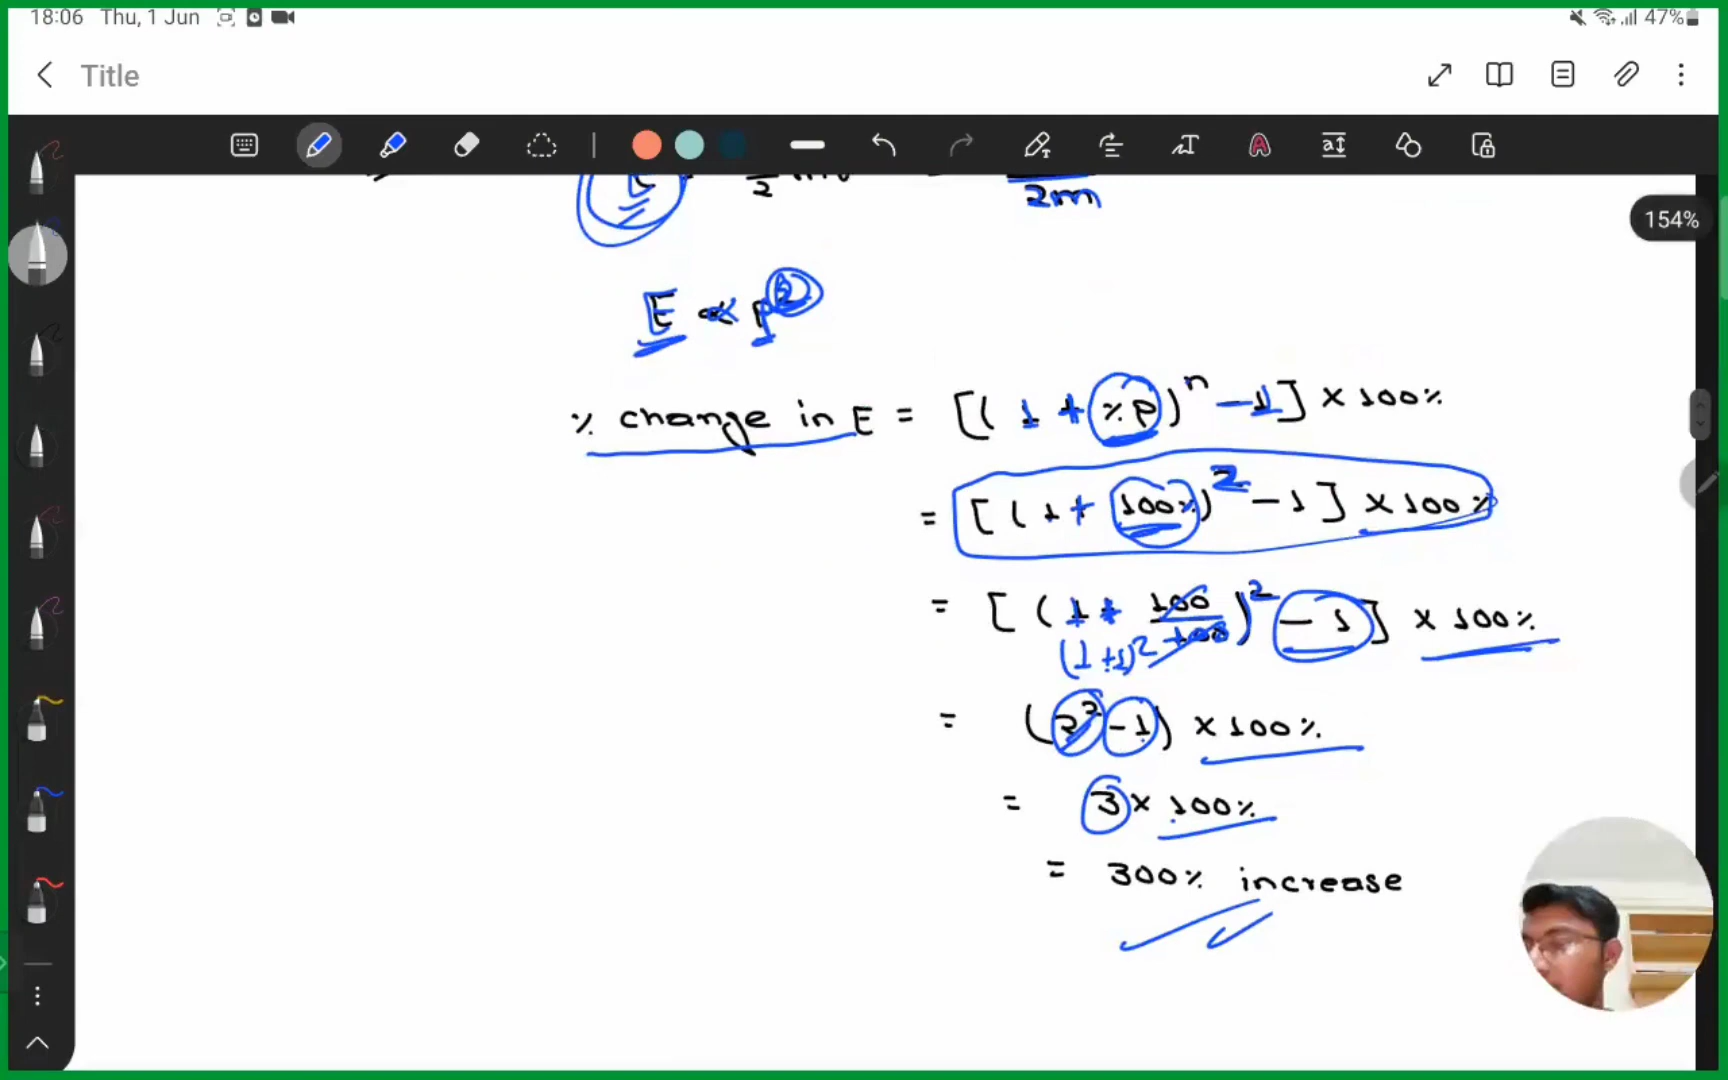 18:06 Thu, 1 Jun
47%
Title
154%
2 2m
E ∝ P²
% change in E = [( 1 + %P)ⁿ -1] × 100%
= [( 1 + 100%)² - 1] × 100%
= [( 1 + 100/100)² - 1] × 100%
(1+1)²
= (2² -1) × 100%
= 3 × 100%
= 300% increase